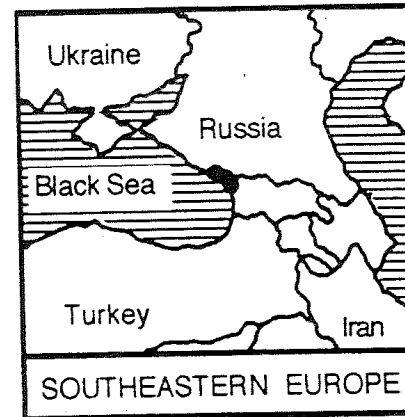 Ukraine
Russia
Black Sea
Turkey
Iran
SOUTHEASTERN EUROPE